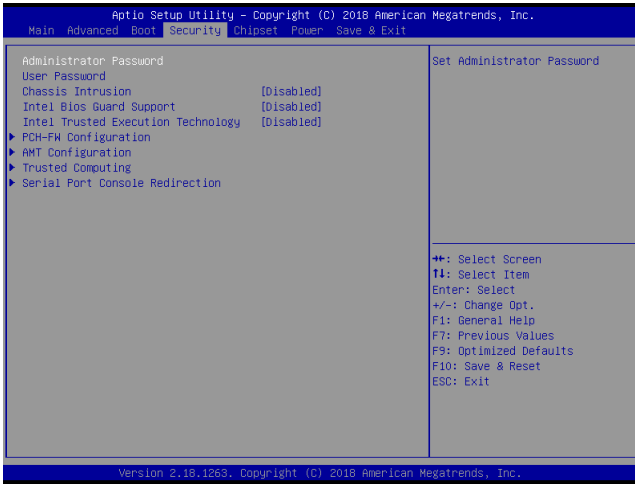 Aptio Setup Utility – Copyright (C) 2018 American Megatrends, Inc.
Main Advanced Boot Security Chipset Power Save & Exit
Administrator Password
User Password
Chassis Intrusion [Disabled]
Intel Bios Guard Support [Disabled]
Intel Trusted Execution Technology [Disabled]
PCH-FW Configuration
AMT Configuration
Trusted Computing
Serial Port Console Redirection
Set Administrator Password
→←: Select Screen
↑↓: Select Item
Enter: Select
+/-: Change Opt.
F1: General Help
F7: Previous Values
F9: Optimized Defaults
F10: Save & Reset
ESC: Exit
Version 2.18.1263. Copyright (C) 2018 American Megatrends, Inc.